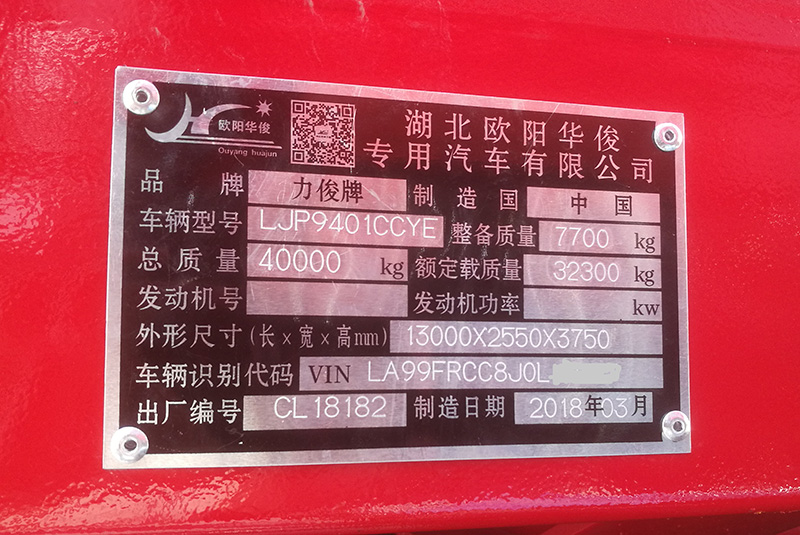 欧阳华俊
Ouyang huajun
湖北欧阳华俊
专用汽车有限公司
品 牌 力俊牌 制 造 国 中 国
车辆型号 LJP9401CCYE 整备质量 7700 kg
总 质 量 40000 kg 额定载质量 32300 kg
发动机号 发动机功率 kw
外形尺寸(长×宽×高mm) 13000X2550X3750
车辆识别代码 VIN LA99FRCC8J0L
出厂编号 CL18182 制造日期 2018年03月